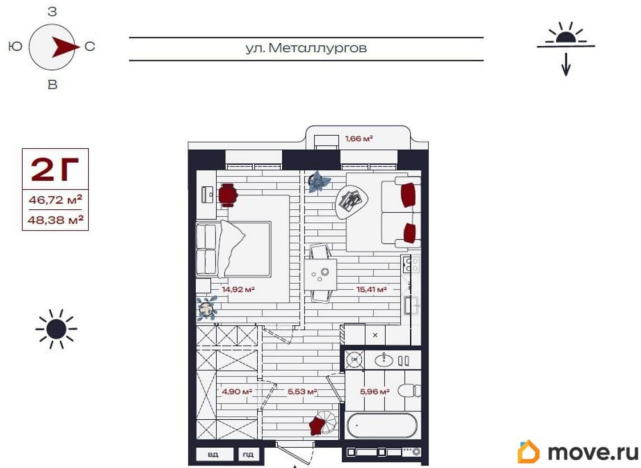 З
Ю С
В
ул. Металлургов
1,66 м²
2Г
46,72 м²
48,38 м²
14,92 м²
15,41 м²
4,90 м²
5,53 м²
5,96 м²
ВД ПД
move.ru